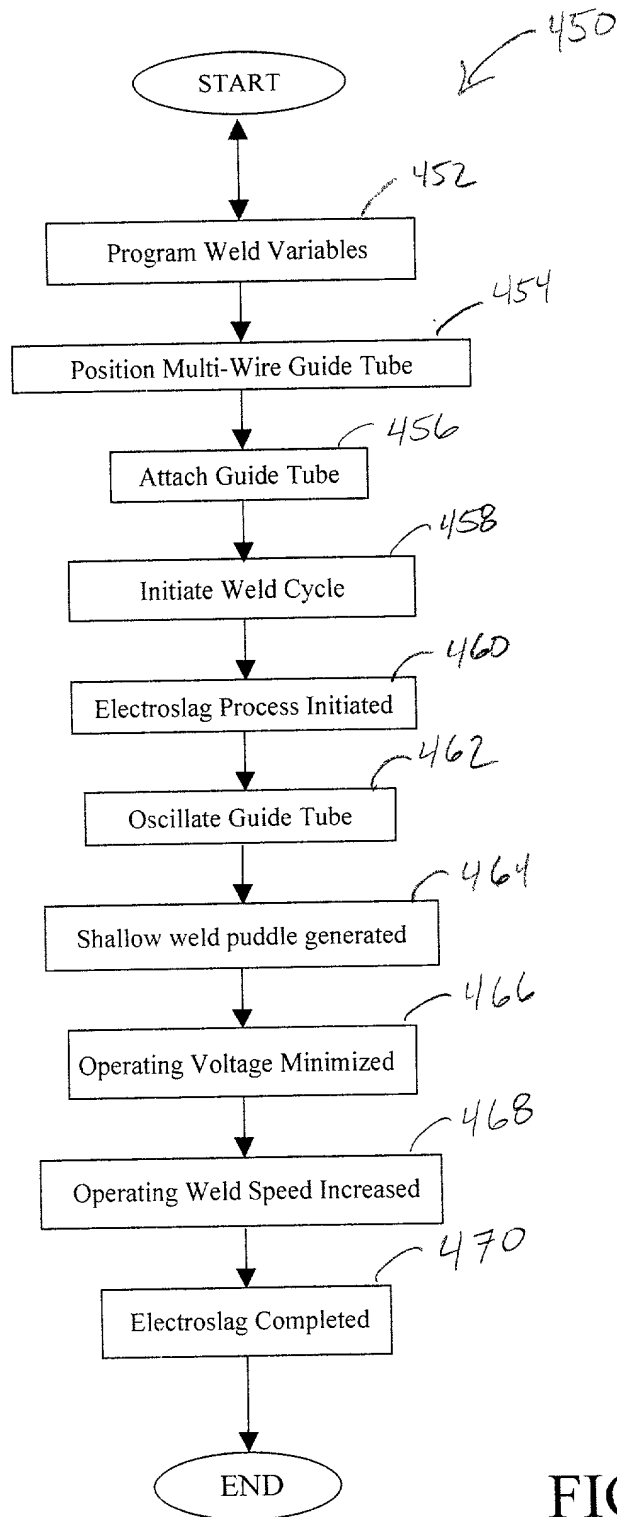 450
START
452
Program Weld Variables
454
Position Multi-Wire Guide Tube
456
Attach Guide Tube
458
Initiate Weld Cycle
460
Electroslag Process Initiated
462
Oscillate Guide Tube
464
Shallow weld puddle generated
466
Operating Voltage Minimized
468
Operating Weld Speed Increased
470
Electroslag Completed
END